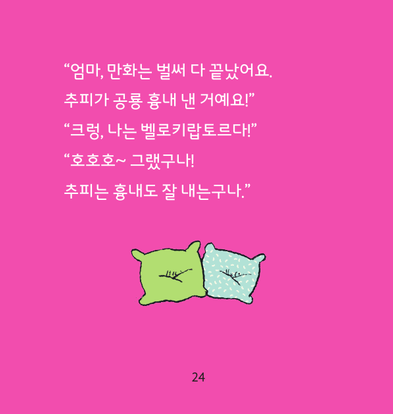 “엄마, 만화는 벌써 다 끝났어요.
추피가 공룡 흉내 낸 거예요!”
“크렁, 나는 벨로키랍토르다!”
“호호호~ 그랬구나!
추피는 흉내도 잘 내는구나.”
24